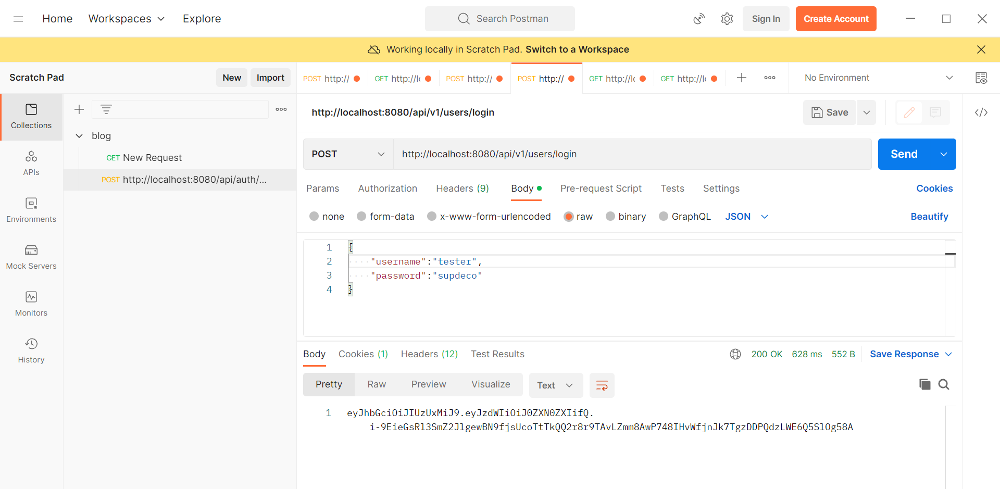 Home Workspaces Explore Search Postman Sign In Create Account
Working locally in Scratch Pad. Switch to a Workspace
Scratch Pad New Import
POST http:// GET http://lo POST http:// POST http:// GET http://lo GET http://lo No Environment
Collections
APIs
Environments
Mock Servers
Monitors
History
blog
GET New Request
POST http://localhost:8080/api/auth/...
http://localhost:8080/api/v1/users/login Save
POST http://localhost:8080/api/v1/users/login Send
Params Authorization Headers (9) Body Pre-request Script Tests Settings Cookies
none form-data x-www-form-urlencoded raw binary GraphQL JSON Beautify
1 {
2 "username":"tester",
3 "password":"supdeco"
4 }
Body Cookies (1) Headers (12) Test Results 200 OK 628 ms 552 B Save Response
Pretty Raw Preview Visualize Text
1 eyJhbGciOiJIUzUxMiJ9.eyJzdWIiOiJ0ZXN0ZXIifQ.
i-9EieGsRl3SmZ2JlgewBN9fjsUcoTtTkQQ2r8r9TAvLZmm8AwP748IHvWfjnJk7TgzDDPQdzLWE6Q5SlOg58A